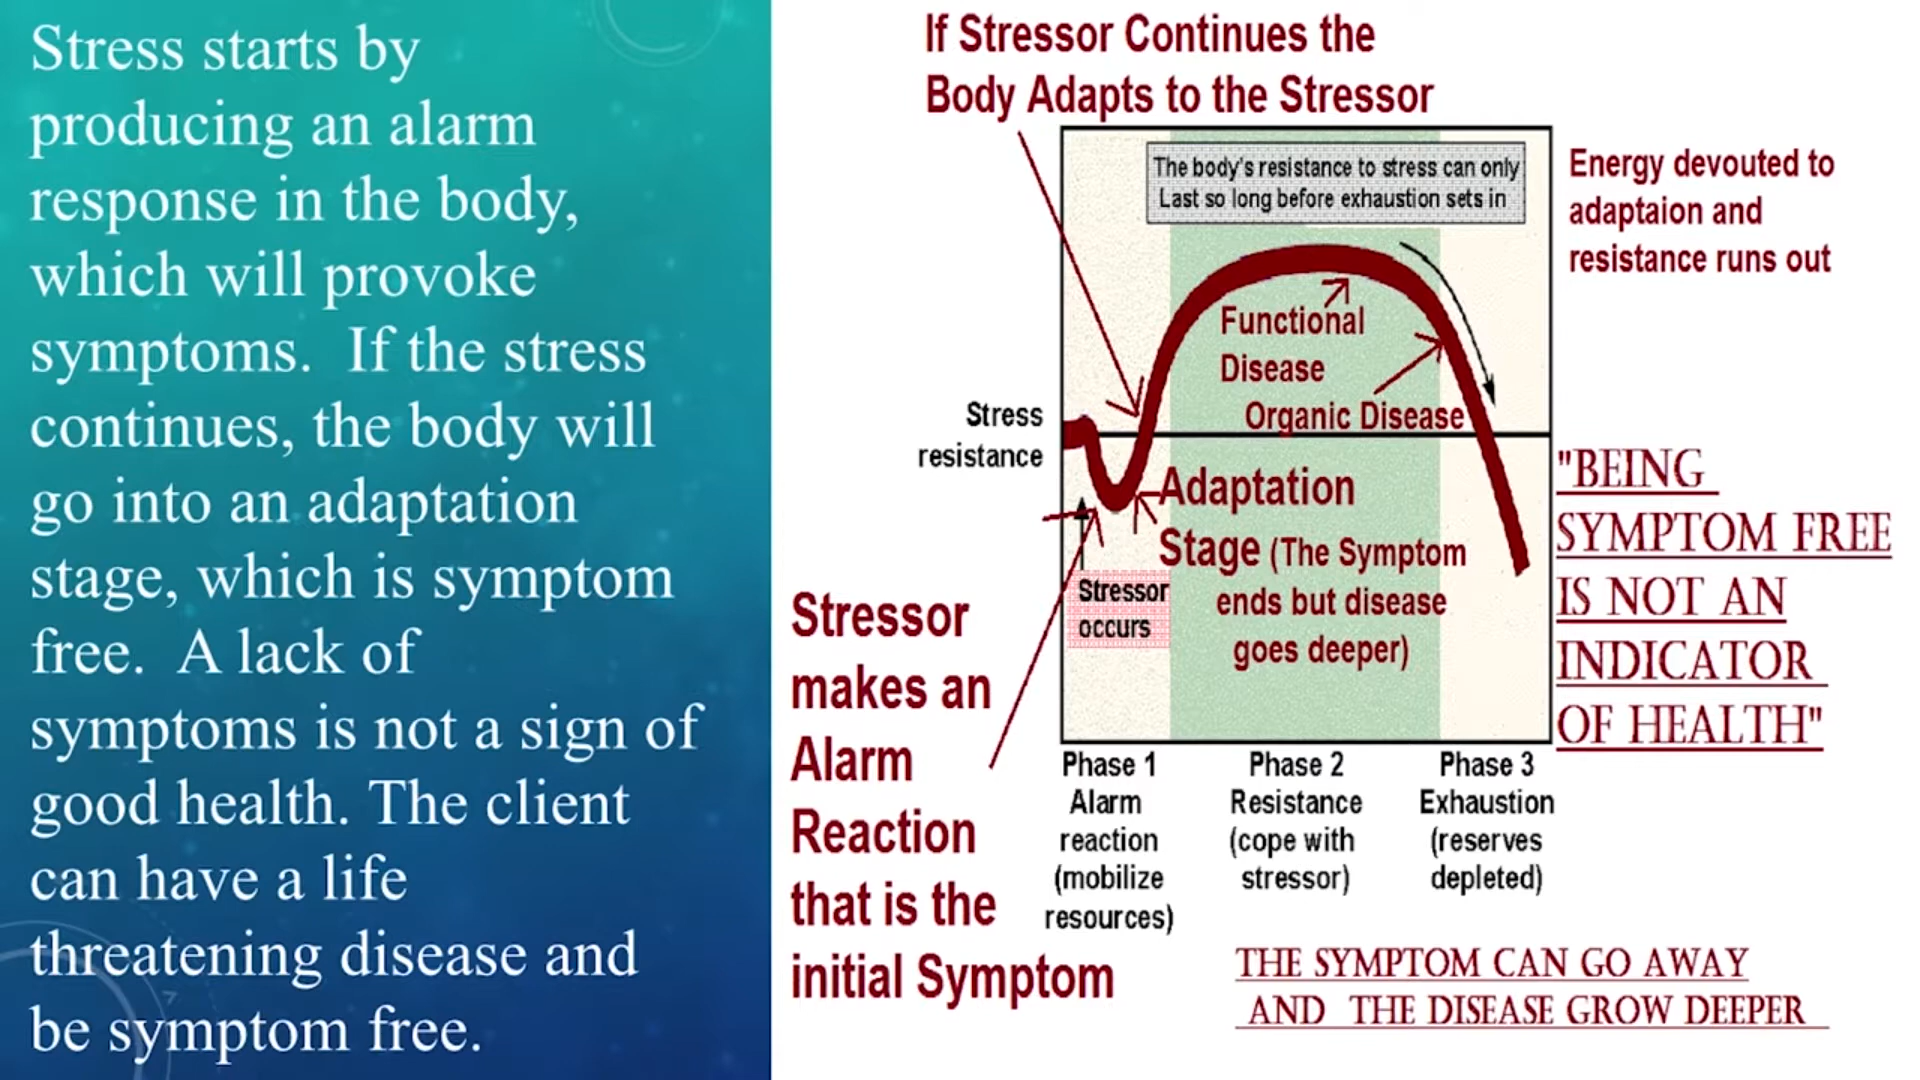 Stress starts by
producing an alarm
response in the body,
which will provoke
symptoms.  If the stress
continues, the body will
go into an adaptation
stage, which is symptom
free.  A lack of
symptoms is not a sign of
good health. The client
can have a life
threatening disease and
be symptom free.
If Stressor Continues the
Body Adapts to the Stressor
The body's resistance to stress can only
Last so long before exhaustion sets in
Energy devouted to
adaptaion and
resistance runs out
Functional
Disease
Organic Disease
Stress
resistance
Adaptation
Stage (The Symptom
ends but disease
goes deeper)
Stressor
occurs
"BEING
SYMPTOM FREE
IS NOT AN
INDICATOR
OF HEALTH"
Stressor
makes an
Alarm
Reaction
that is the
initial Symptom
Phase 1
Alarm
reaction
(mobilize
resources)
Phase 2
Resistance
(cope with
stressor)
Phase 3
Exhaustion
(reserves
depleted)
THE SYMPTOM CAN GO AWAY
AND  THE DISEASE GROW DEEPER